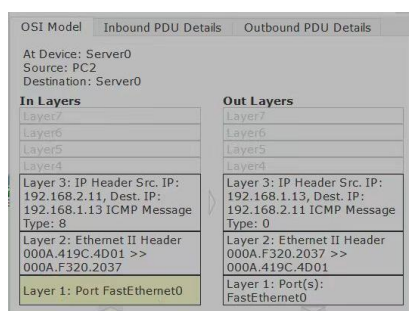 OSI Model Inbound PDU Details Outbound PDU Details
At Device: Server0
Source: PC2
Destination: Server0
In Layers
Layer7
Layer6
Layer5
Layer4
Layer 3: IP Header Src. IP:
192.168.2.11, Dest. IP:
192.168.1.13 ICMP Message
Type: 8
Layer 2: Ethernet II Header
000A.419C.4D01 >>
000A.F320.2037
Layer 1: Port FastEthernet0
Out Layers
Layer7
Layer6
Layer5
Layer4
Layer 3: IP Header Src. IP:
192.168.1.13, Dest. IP:
192.168.2.11 ICMP Message
Type: 0
Layer 2: Ethernet II Header
000A.F320.2037 >>
000A.419C.4D01
Layer 1: Port(s):
FastEthernet0